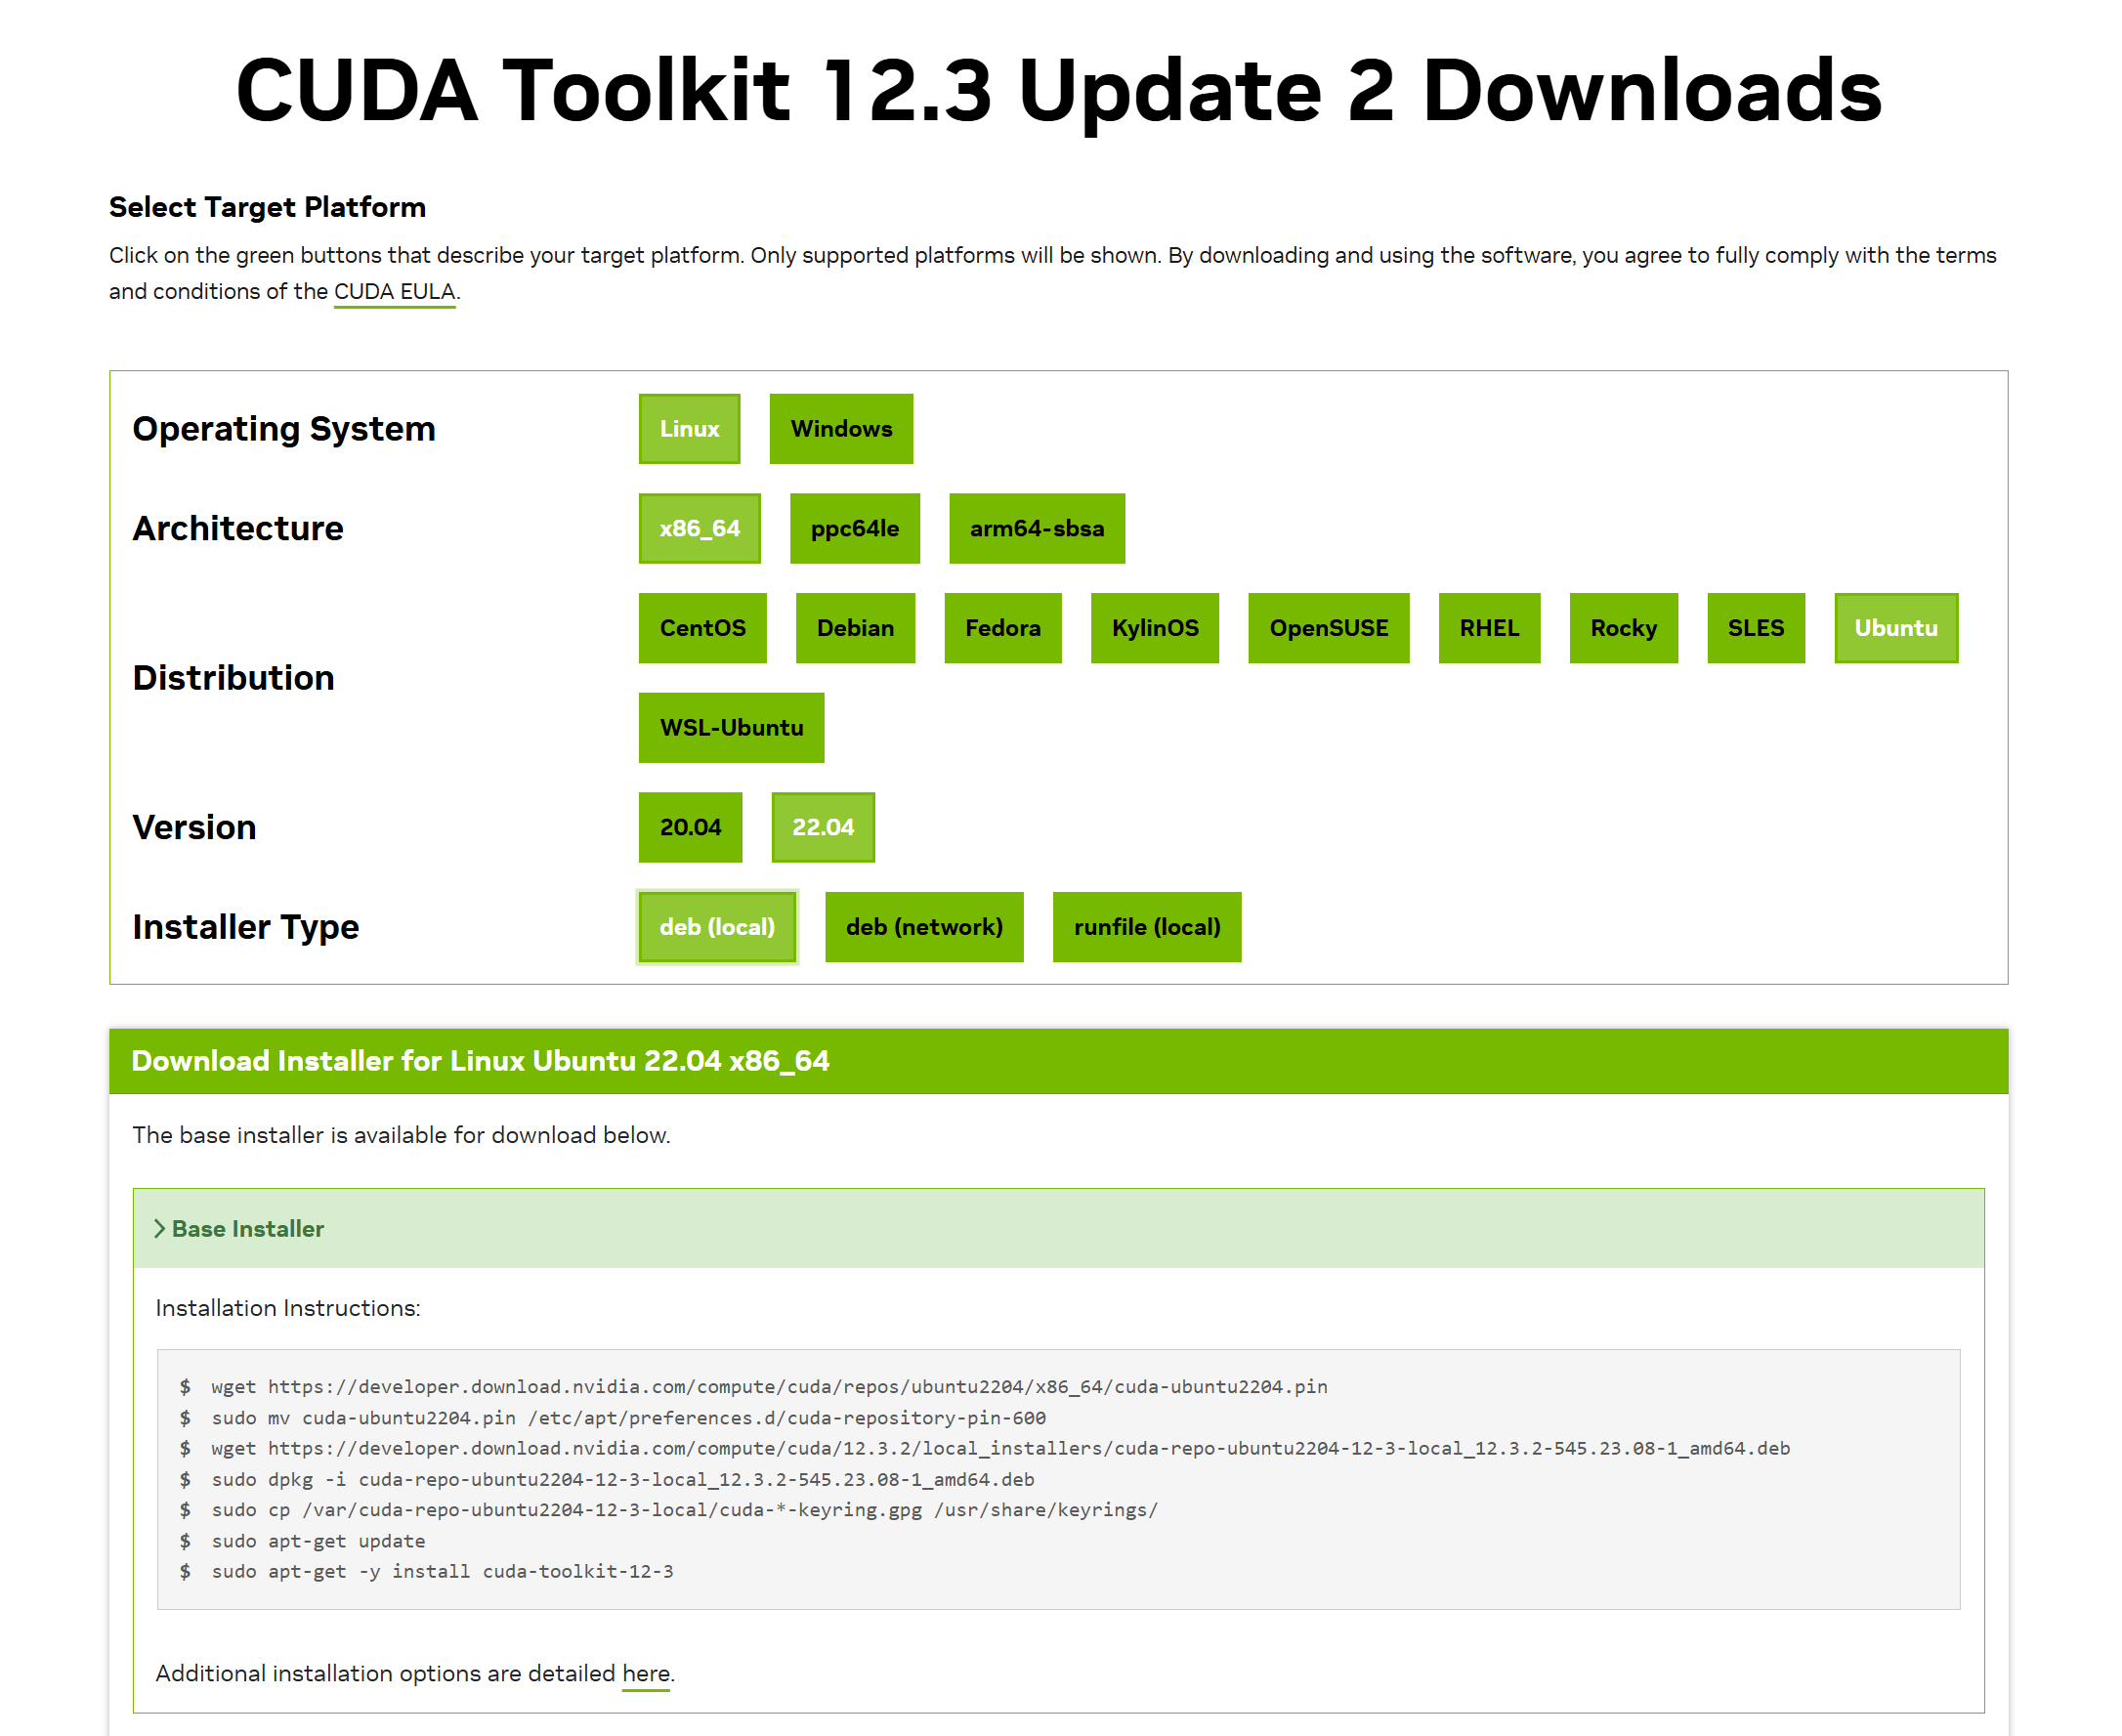 CUDA Toolkit 12.3 Update 2 Downloads
Select Target Platform
Click on the green buttons that describe your target platform. Only supported platforms will be shown. By downloading and using the software, you agree to fully comply with the terms
and conditions of the CUDA EULA.
Operating System
Linux Windows
Architecture
x86_64 ppc64le arm64-sbsa
Distribution
CentOS Debian Fedora KylinOS OpenSUSE RHEL Rocky SLES Ubuntu
WSL-Ubuntu
Version
20.04 22.04
Installer Type
deb (local) deb (network) runfile (local)
Download Installer for Linux Ubuntu 22.04 x86_64
The base installer is available for download below.
Base Installer
Installation Instructions:
$ wget https://developer.download.nvidia.com/compute/cuda/repos/ubuntu2204/x86_64/cuda-ubuntu2204.pin
$ sudo mv cuda-ubuntu2204.pin /etc/apt/preferences.d/cuda-repository-pin-600
$ wget https://developer.download.nvidia.com/compute/cuda/12.3.2/local_installers/cuda-repo-ubuntu2204-12-3-local_12.3.2-545.23.08-1_amd64.deb
$ sudo dpkg -i cuda-repo-ubuntu2204-12-3-local_12.3.2-545.23.08-1_amd64.deb
$ sudo cp /var/cuda-repo-ubuntu2204-12-3-local/cuda-*-keyring.gpg /usr/share/keyrings/
$ sudo apt-get update
$ sudo apt-get -y install cuda-toolkit-12-3
Additional installation options are detailed here.